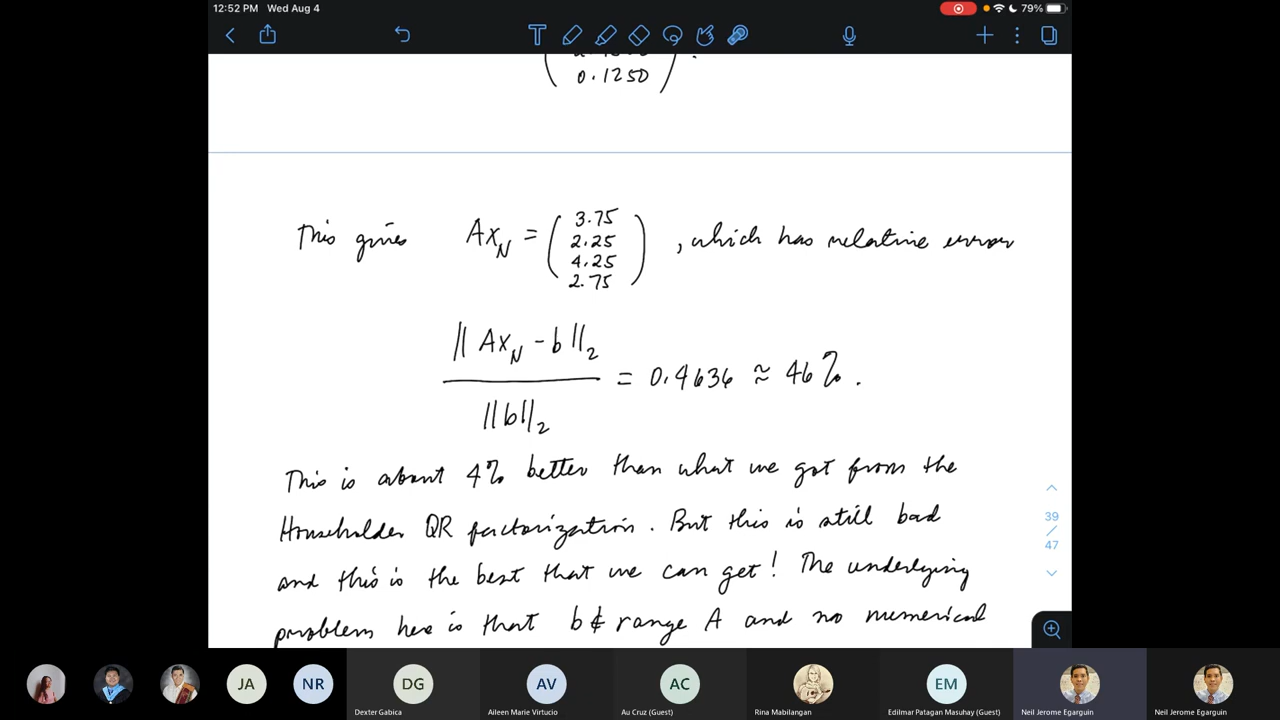 12:52 PM Wed Aug 4
79%
0.1250
This gives Ax_N = ( 3.75
2.25
4.25
2.75 ) , which has relative error
|| Ax_N - b ||_2
= 0.4636 ≈ 46%.
||b||_2
This is about 4% better than what we got from the
Householder QR factorization. But this is still bad
and this is the best that we can get! The underlying
problem here is that b ∉ range A and no numerical
39
/
47
JA
NR
DG
AV
AC
EM
Dexter Gabica
Aileen Marie Virtucio
Au Cruz (Guest)
Rina Mabilangan
Edilmar Patagan Masuhay (Guest)
Neil Jerome Egarguin
Neil Jerome Egarguin